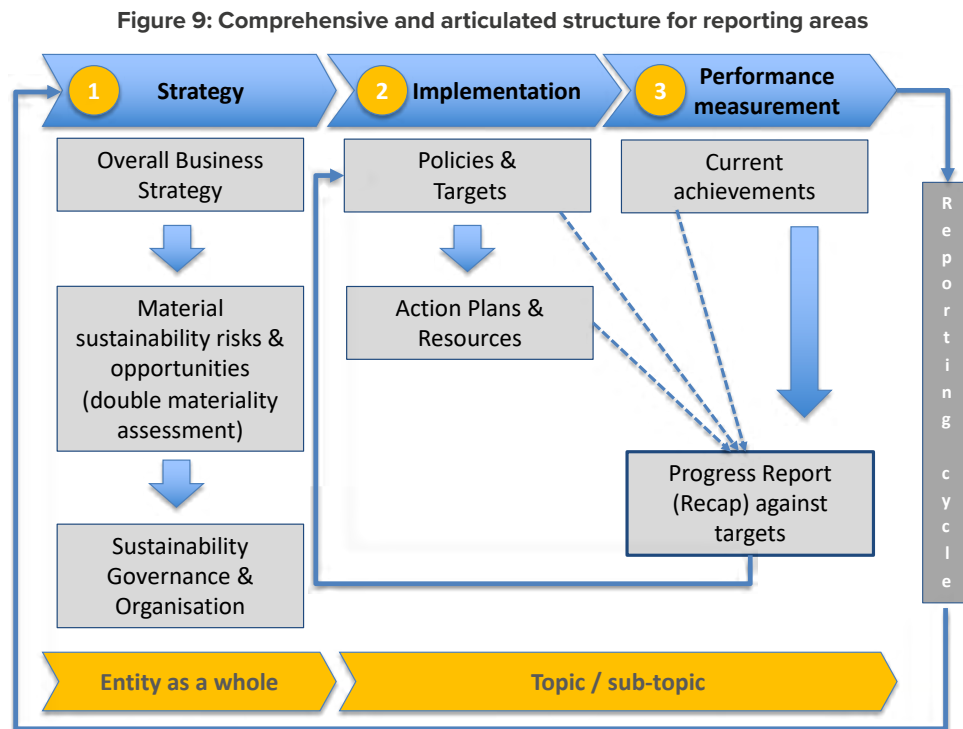 Figure 9: Comprehensive and articulated structure for reporting areas
1
Strategy
2
Implementation
3
Performance
measurement
Overall Business
Strategy
Material
sustainability risks &
opportunities
(double materiality
assessment)
Sustainability
Governance &
Organisation
Policies &
Targets
Action Plans &
Resources
Current
achievements
Progress Report
(Recap) against
targets
Reporting cycle
Entity as a whole
Topic / sub-topic